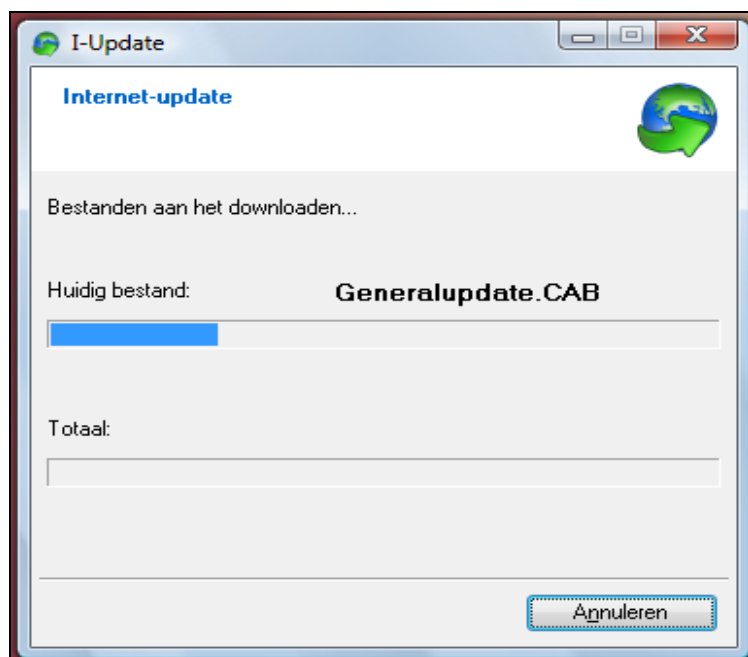 I-Update
Internet-update
Bestanden aan het downloaden...
Huidig bestand: Generalupdate.CAB
Totaal:
Annuleren